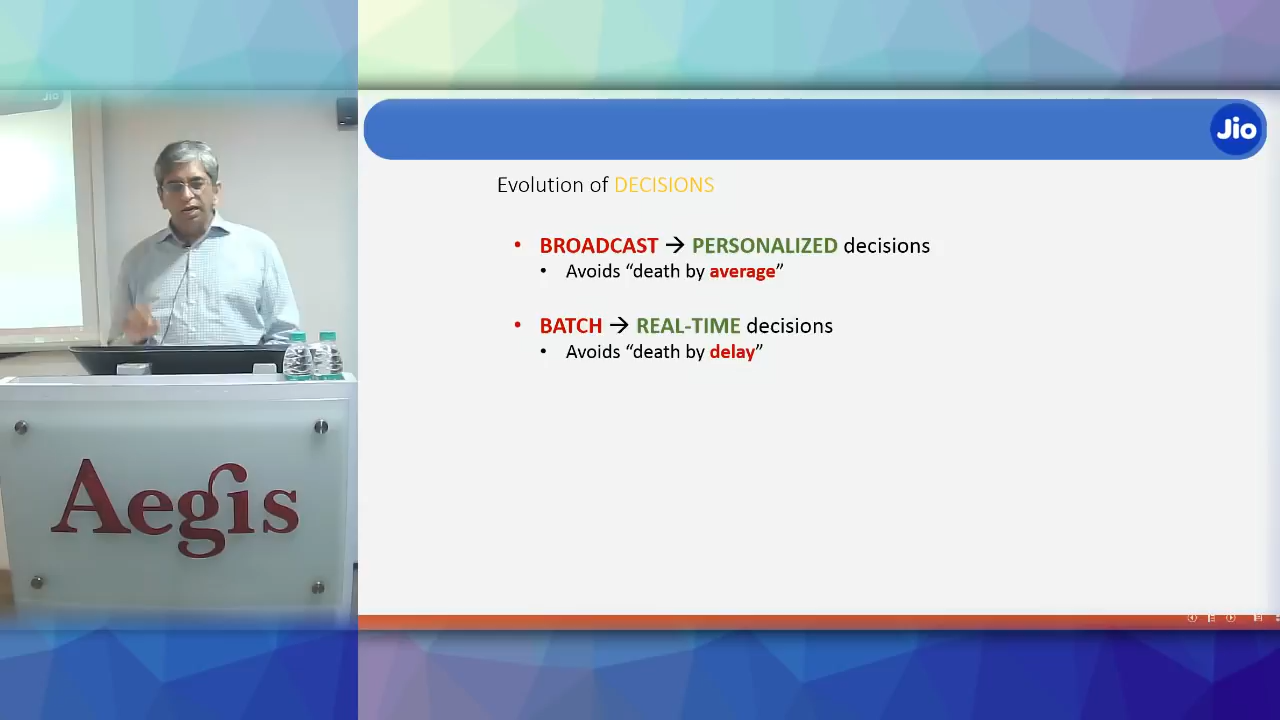 Jio
Evolution of DECISIONS
• BROADCAST → PERSONALIZED decisions
• Avoids “death by average”
• BATCH → REAL-TIME decisions
• Avoids “death by delay”
Aegis